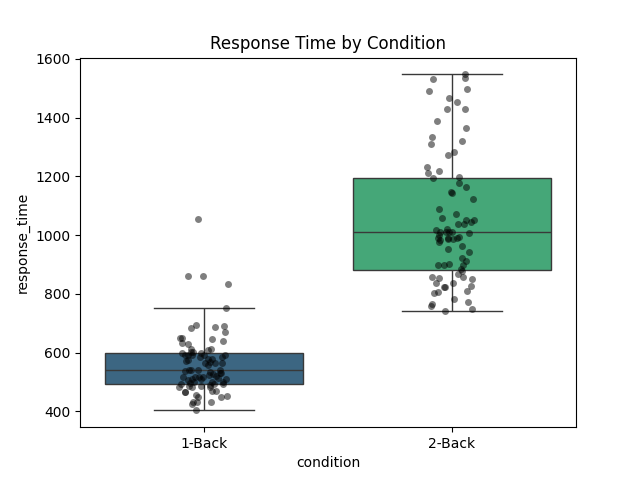 Response Time by Condition
response_time
1600
1400
1200
1000
800
600
400
1-Back
2-Back
condition